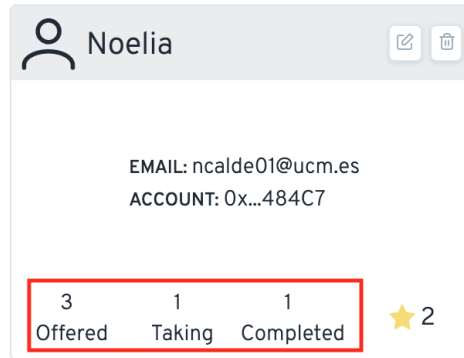 Noelia
EMAIL: ncalde01@ucm.es
ACCOUNT: 0x...484C7
3 1 1
Offered Taking Completed
2